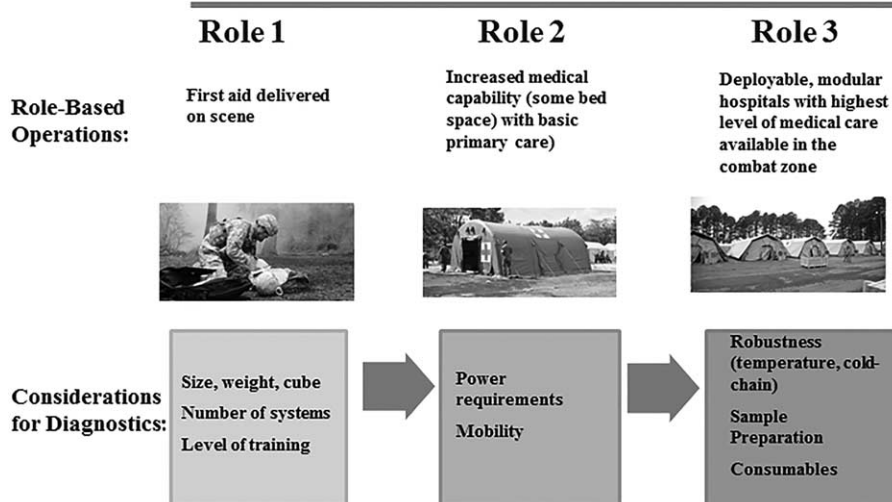 Role 1
Role 2
Role 3
Role-Based
Operations:
First aid delivered
on scene
Increased medical
capability (some bed
space) with basic
primary care)
Deployable, modular
hospitals with highest
level of medical care
available in the
combat zone
Considerations
for Diagnostics:
Size, weight, cube
Number of systems
Level of training
Power
requirements
Mobility
Robustness
(temperature, cold-
chain)
Sample
Preparation
Consumables